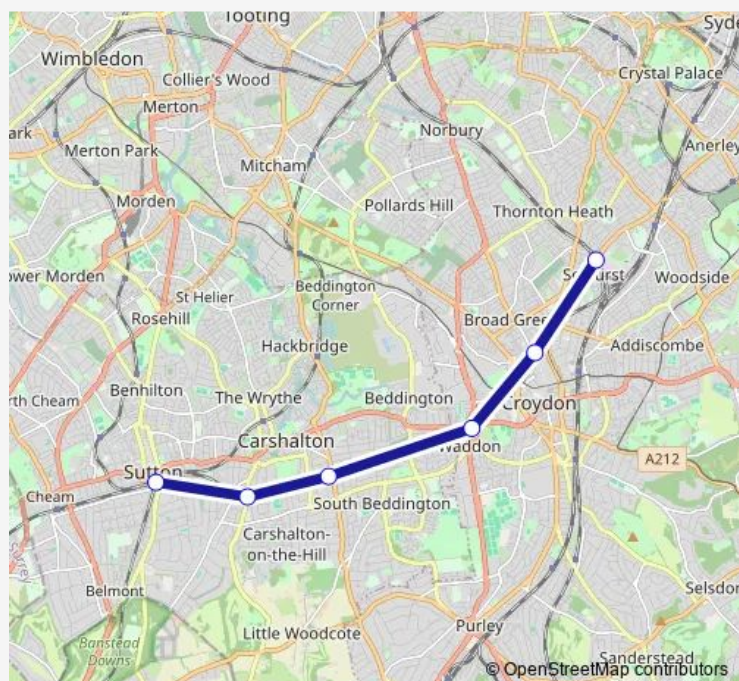 Tooting
Syde
Wimbledon
Collier's Wood
Crystal Palace
Merton
ark
Norbury
Anerley
Merton Park
Mitcham
Morden
Pollards Hill
Thornton Heath
ower Morden
St Helier
Beddington
Corner
Woodside
Rosehill
Broad Gree
Hackbridge
Addiscombe
Benhilton
rth Cheam
The Wrythe
Beddington
Croydon
Carshalton
Waddon
A212
Sutton
Cheam
South Beddington
Carshalton-
on-the-Hill
Surrey
Belmont
Selsdon
Little Woodcote
Purley
Banstead
Downs
Sanderstead
© OpenStreetMap contributors